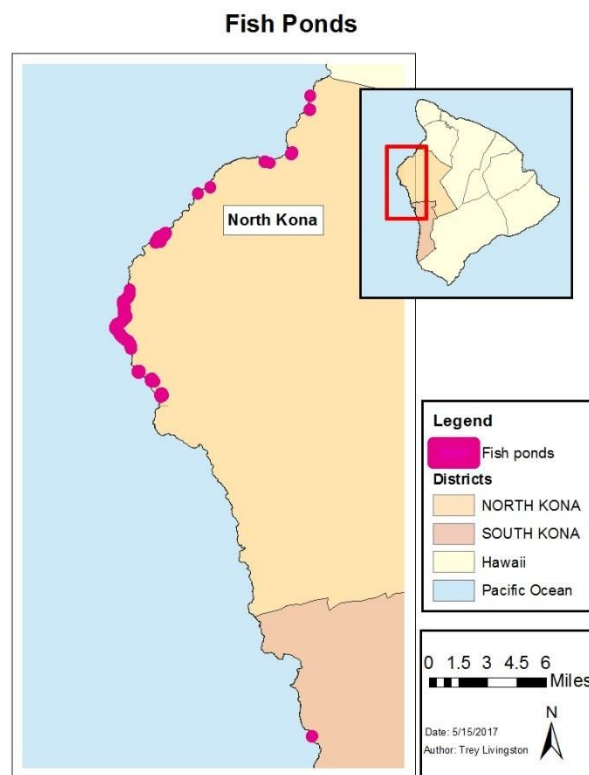 Fish Ponds
North Kona
Legend
Fish ponds
Districts
NORTH KONA
SOUTH KONA
Hawaii
Pacific Ocean
0 1.5 3 4.5 6
Miles
N
Date: 5/15/2017
Author: Trey Livingston